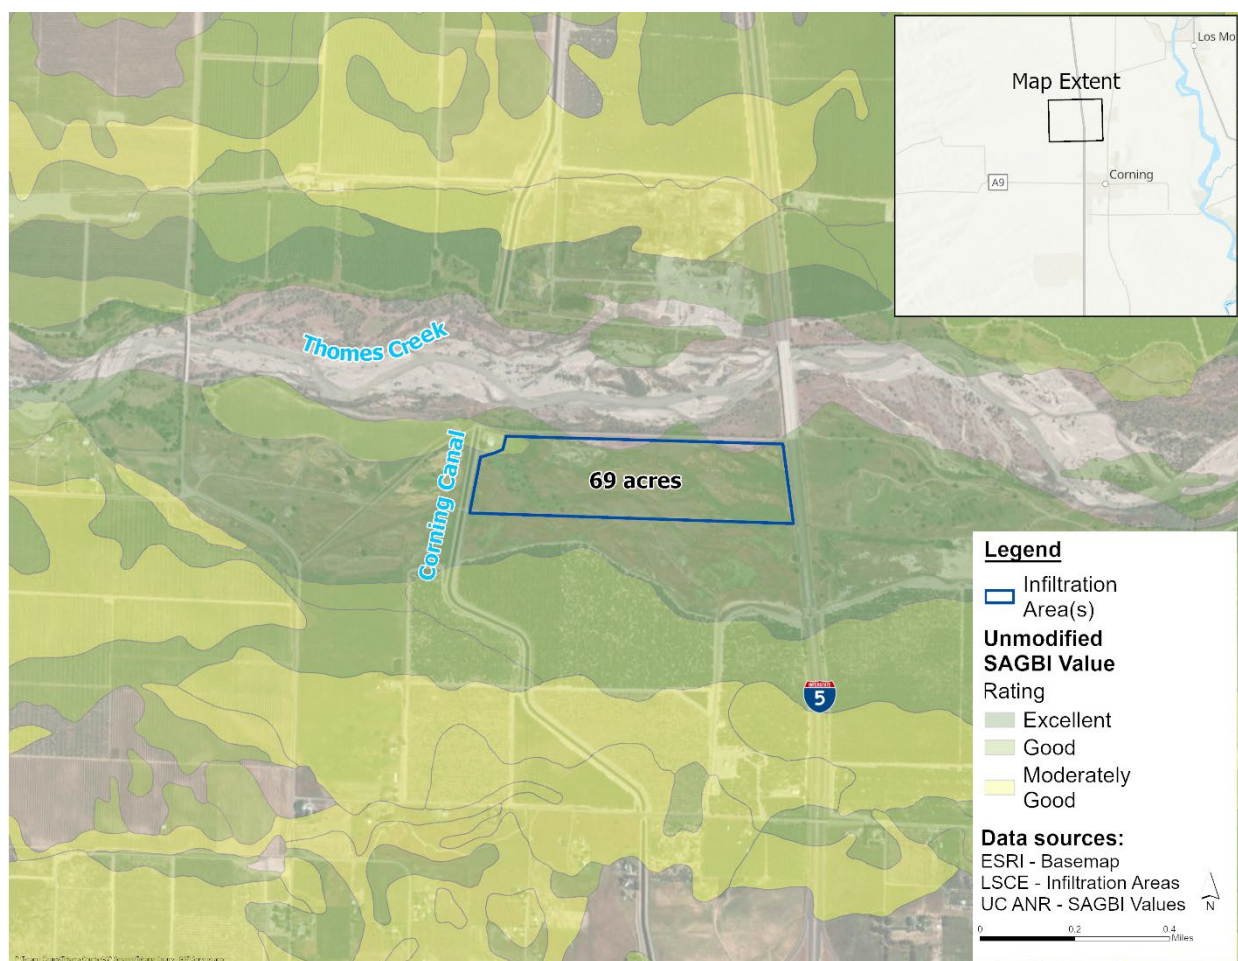 Los Mo
Map Extent
A9
Corning
Thomes Creek
Corning Canal
69 acres
INTERSTATE
5
Legend
Infiltration
Area(s)
Unmodified
SAGBI Value
Rating
Excellent
Good
Moderately
Good
Data sources:
ESRI - Basemap
LSCE - Infiltration Areas
UC ANR - SAGBI Values
N
0 0.2 0.4
Miles